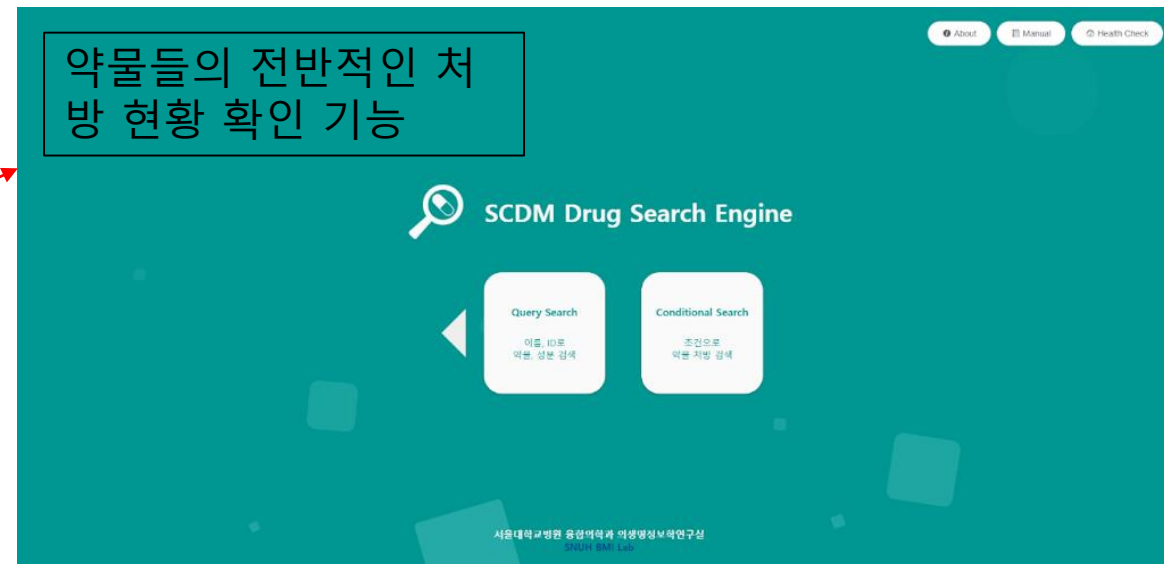 약물들의 전반적인 처
방 현황 확인 기능
About
Manual
Health Check
SCDM Drug Search Engine
Query Search
이름, ID로
약물, 성분 검색
Conditional Search
조건으로
약물 처방 검색
서울대학교병원 융합의학과 의생명정보학연구실
SNUH BMI Lab